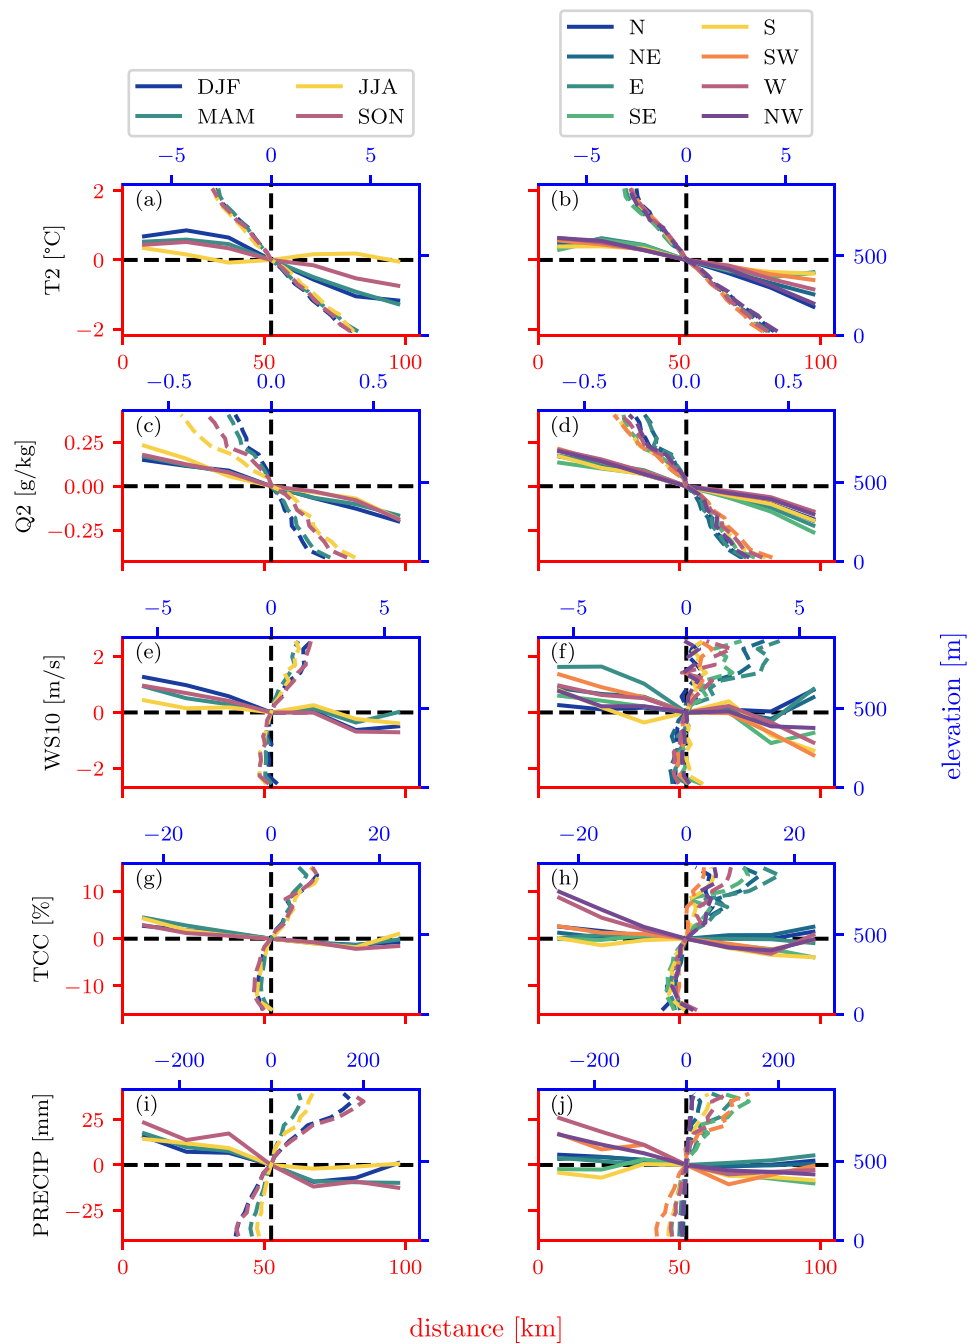 N S
NE SW
E W
SE NW
DJF JJA
MAM SON
−5 0 5 −5 0 5
(a) (b)
T2 [°C]
2
0
−2
500
0
0 50 100 0 50 100
−0.5 0.0 0.5 −0.5 0.0 0.5
(c) (d)
Q2 [g/kg]
0.25
0.00
−0.25
500
0
−5 0 5 −5 0 5
(e) (f)
WS10 [m/s]
2
0
−2
500
0
elevation [m]
−20 0 20 −20 0 20
(g) (h)
TCC [%]
10
0
−10
500
0
−200 0 200 −200 0 200
(i) (j)
PRECIP [mm]
25
0
−25
500
0
0 50 100 0 50 100
distance [km]